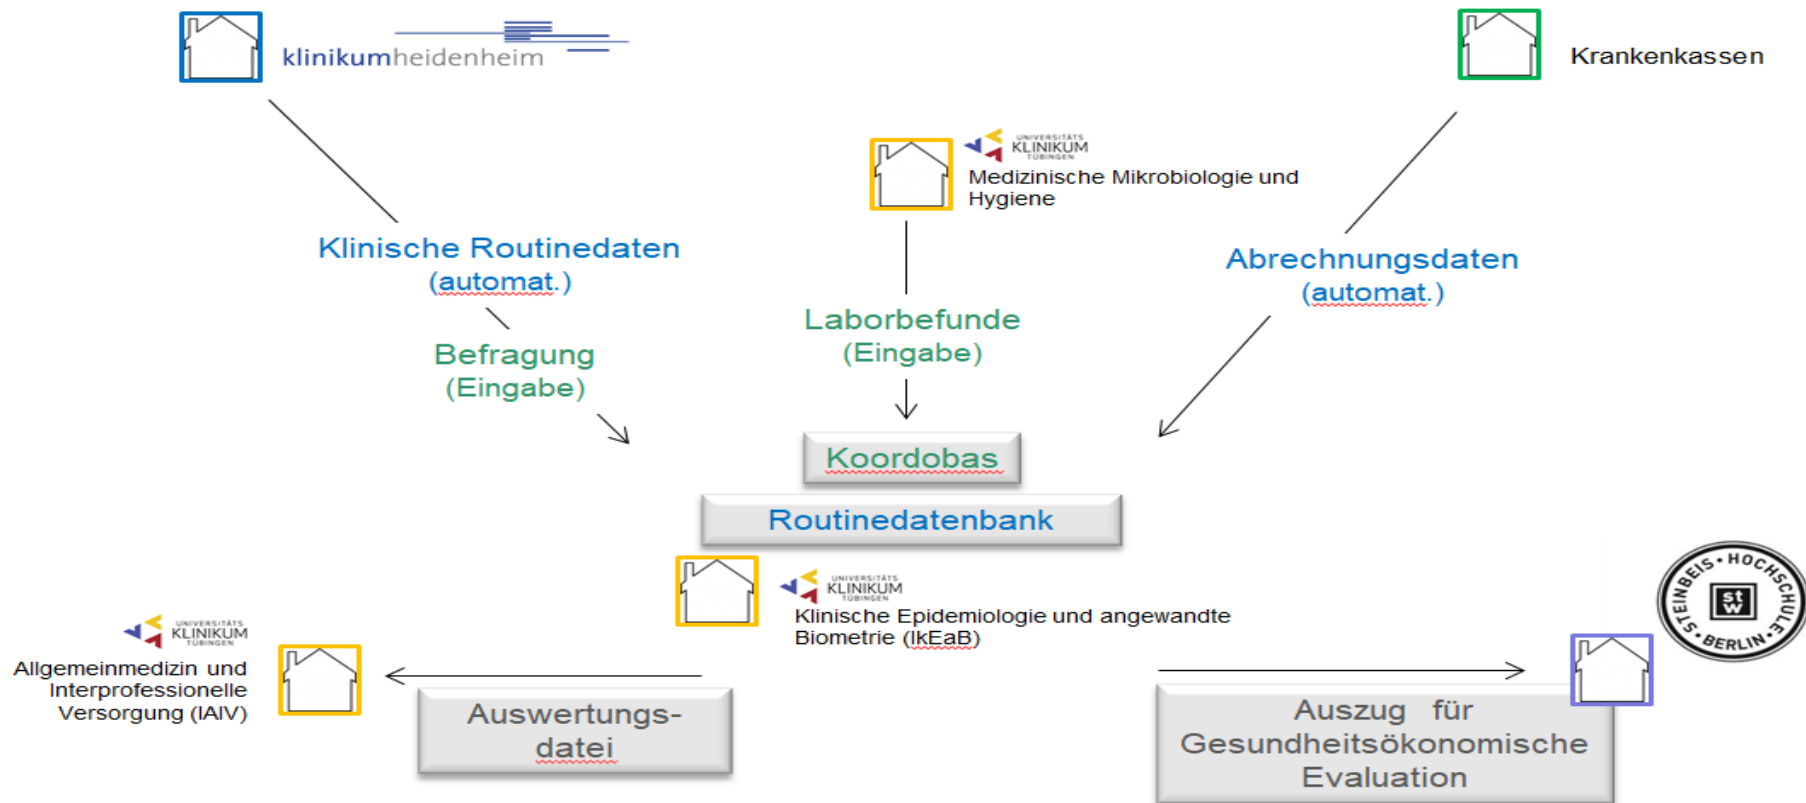 klinikumheidenheim
Krankenkassen
UNIVERSITÄTS
KLINIKUM
TÜBINGEN
Medizinische Mikrobiologie und
Hygiene
Klinische Routinedaten
(automat.)
Befragung
(Eingabe)
Laborbefunde
(Eingabe)
Abrechnungsdaten
(automat.)
Koordobas
Routinedatenbank
UNIVERSITÄTS
KLINIKUM
TÜBINGEN
Klinische Epidemiologie und angewandte
Biometrie (IkEaB)
STEINBEIS • HOCHSCHULE • BERLIN •
stw
UNIVERSITÄTS
KLINIKUM
TÜBINGEN
Allgemeinmedizin und
Interprofessionelle
Versorgung (IAIV)
Auswertungs-
datei
Auszug für
Gesundheitsökonomische
Evaluation